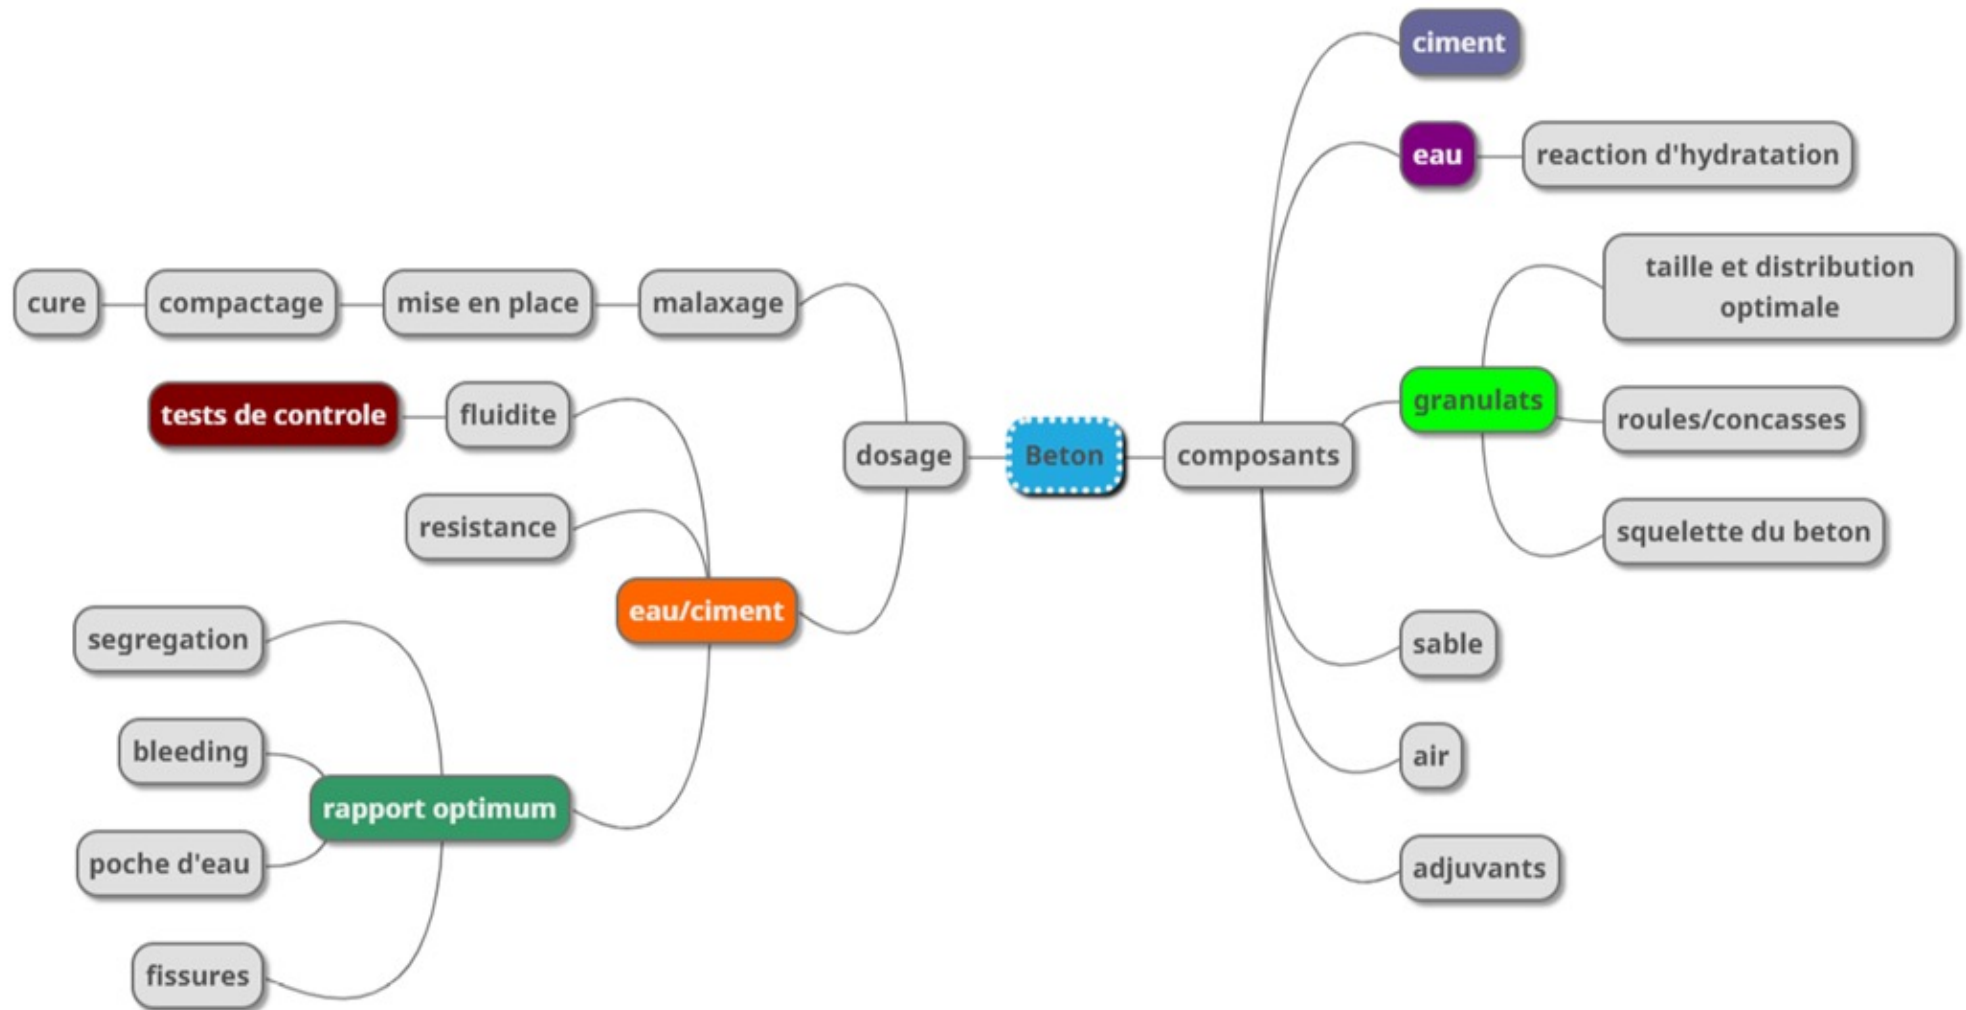 ciment
eau
reaction d'hydratation
taille et distribution
optimale
granulats
roules/concasses
squelette du beton
sable
air
adjuvants
composants
Beton
dosage
malaxage
mise en place
compactage
cure
tests de controle
fluidite
resistance
eau/ciment
segregation
bleeding
rapport optimum
poche d'eau
fissures